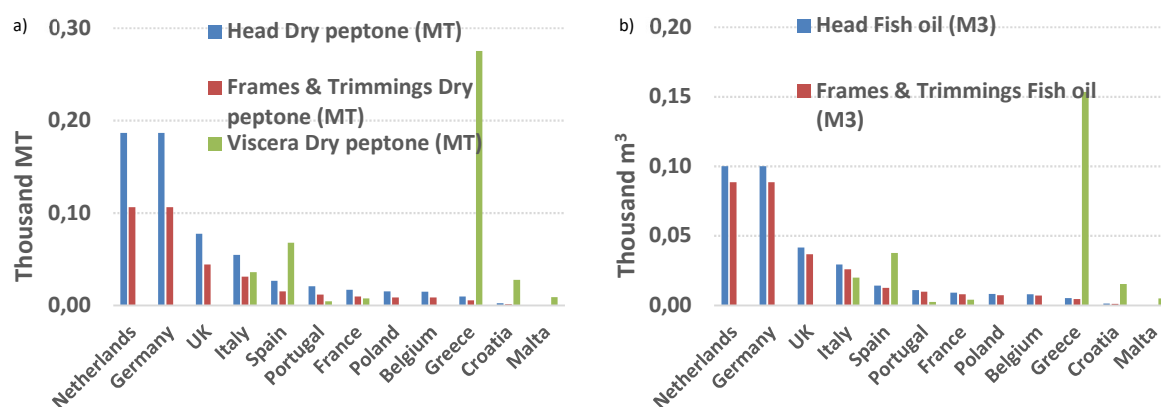 a)
Thousand MT
0,30
0,20
0,10
0,00
Head Dry peptone (MT)
Frames & Trimmings Dry
peptone (MT)
Viscera Dry peptone (MT)
Netherlands
Germany
UK
Italy
Spain
Portugal
France
Poland
Belgium
Greece
Croatia
Malta
b)
Thousand m³
0,20
0,15
0,10
0,05
0,00
Head Fish oil (M3)
Frames & Trimmings Fish oil
(M3)
Netherlands
Germany
UK
Italy
Spain
Portugal
France
Poland
Belgium
Greece
Croatia
Malta